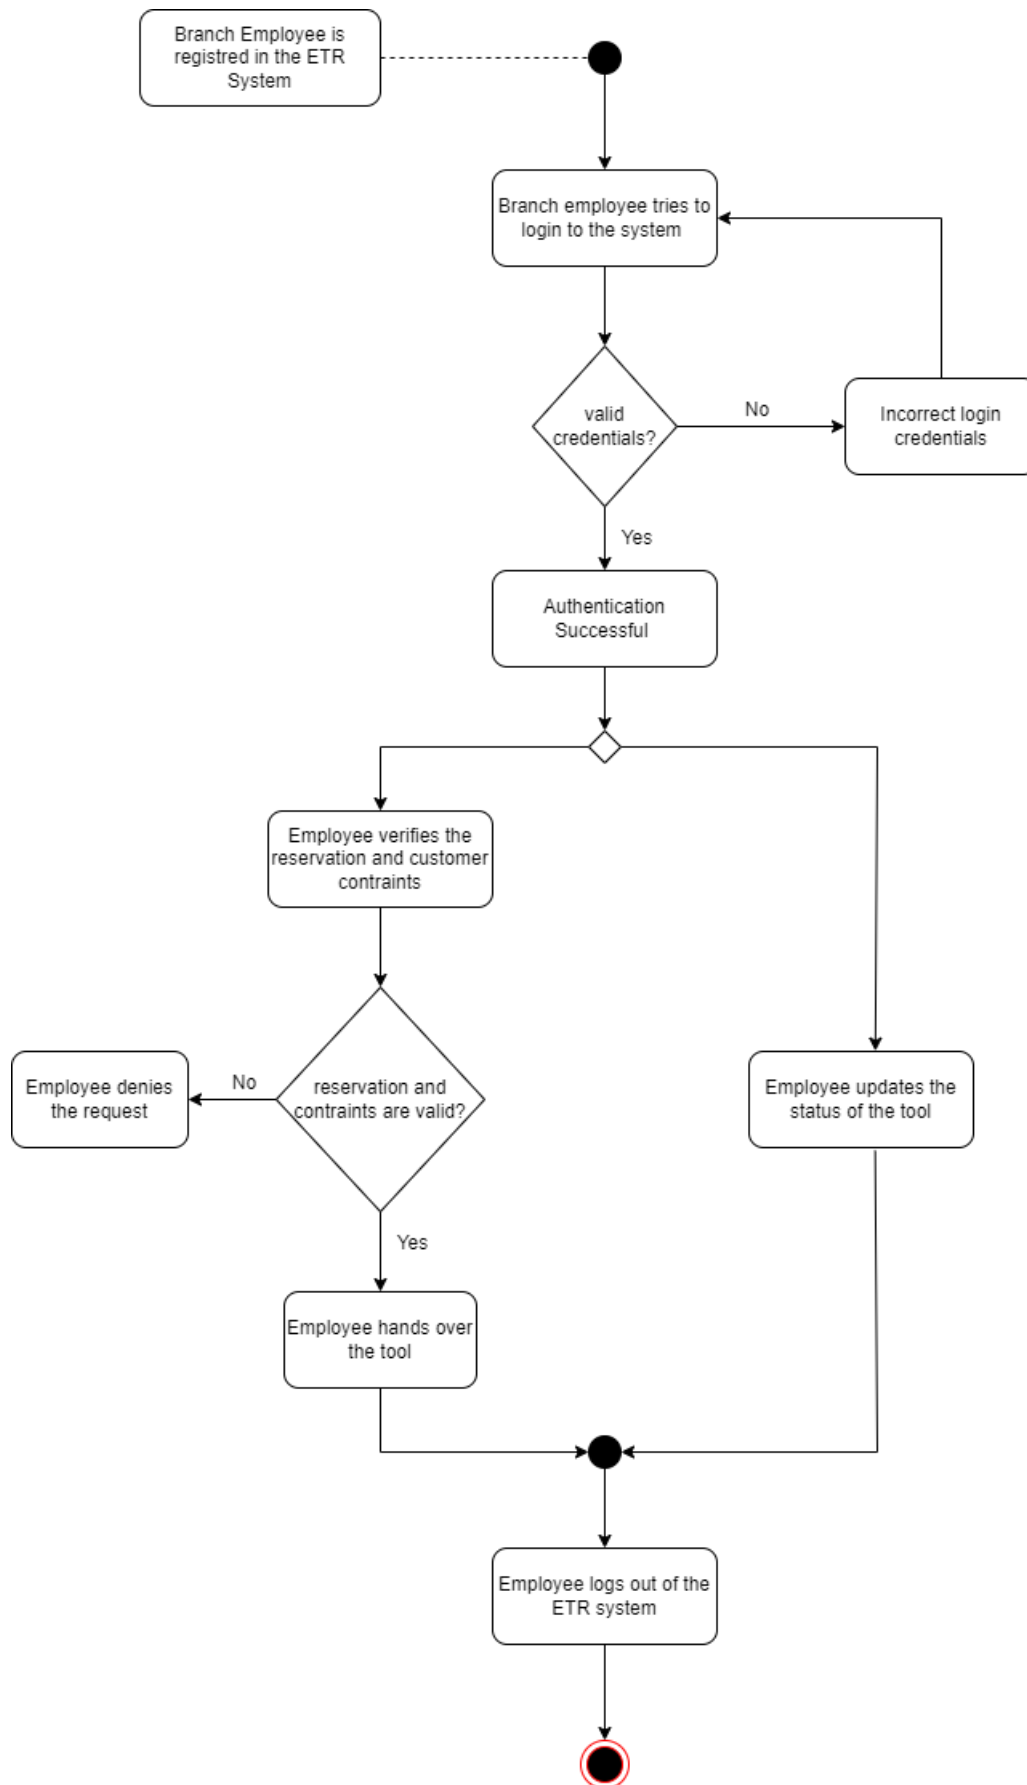 Branch Employee is
registred in the ETR
System
Branch employee tries to
login to the system
valid
credentials?
No
Incorrect login
credentials
Yes
Authentication
Successful
Employee verifies the
reservation and customer
contraints
Employee denies
the request
No
reservation and
contraints are valid?
Employee updates the
status of the tool
Yes
Employee hands over
the tool
Employee logs out of the
ETR system